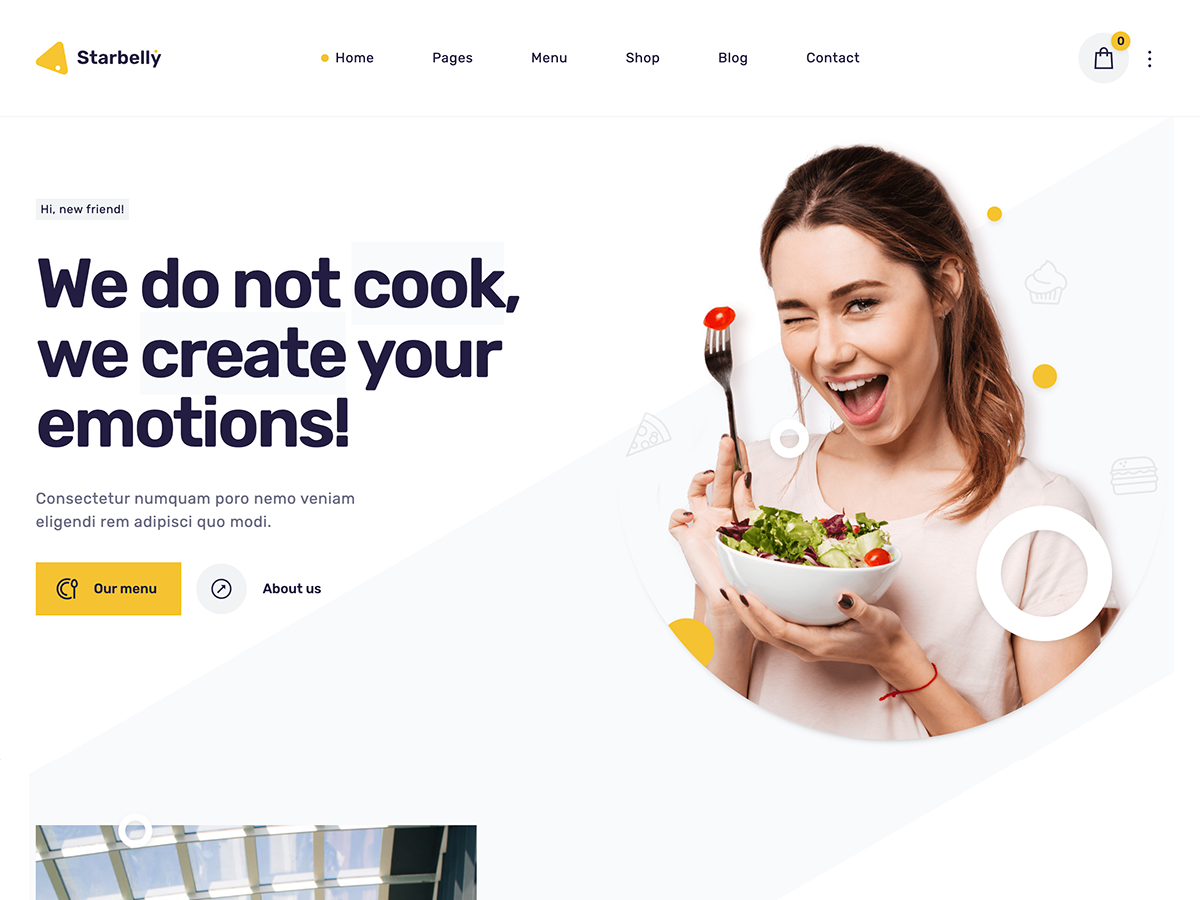 Starbelly
Home
Pages
Menu
Shop
Blog
Contact
0
Hi, new friend!
We do not cook,
we create your
emotions!
Consectetur numquam poro nemo veniam
eligendi rem adipisci quo modi.
Our menu
About us